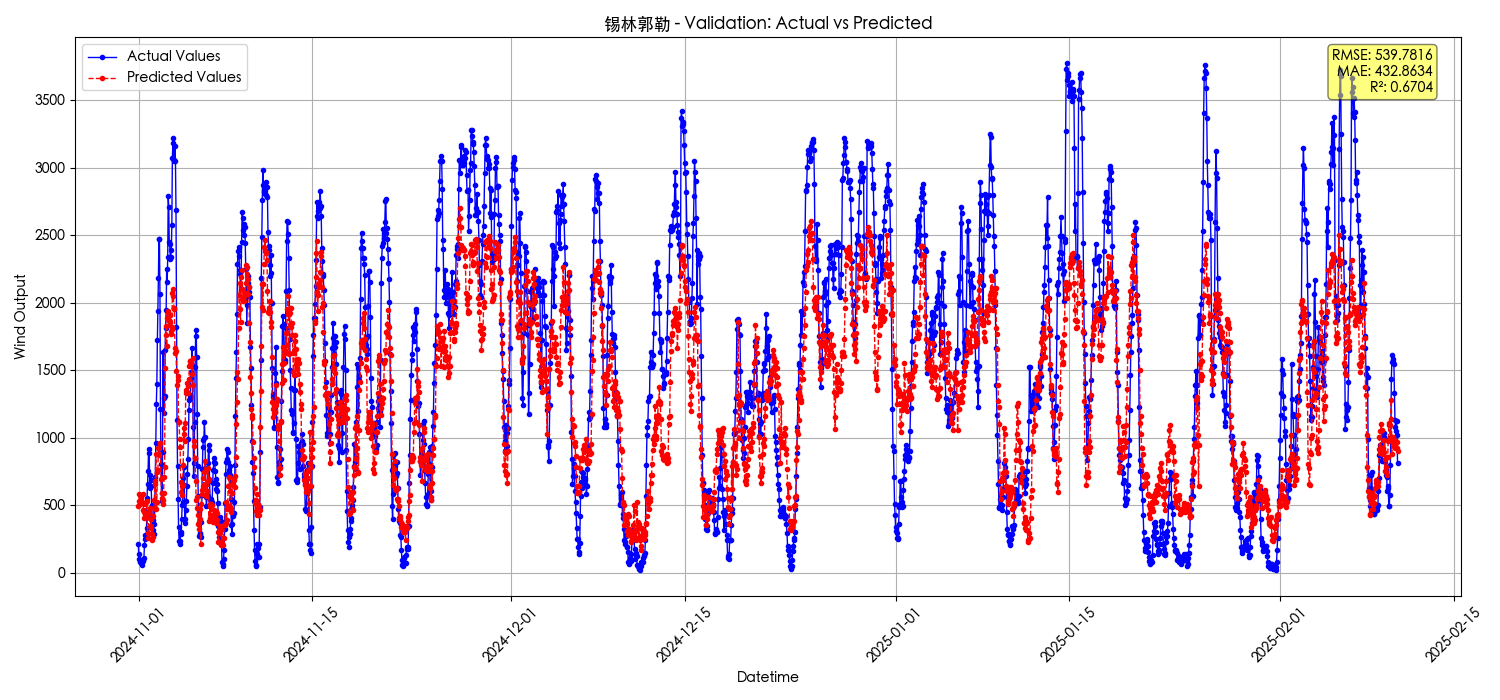 锡林郭勒 - Validation: Actual vs Predicted
Actual Values
Predicted Values
RMSE: 539.7816
MAE: 432.8634
R²: 0.6704
Wind Output
3500
3000
2500
2000
1500
1000
500
0
2024-11-01
2024-11-15
2024-12-01
2024-12-15
2025-01-01
2025-01-15
2025-02-01
2025-02-15
Datetime